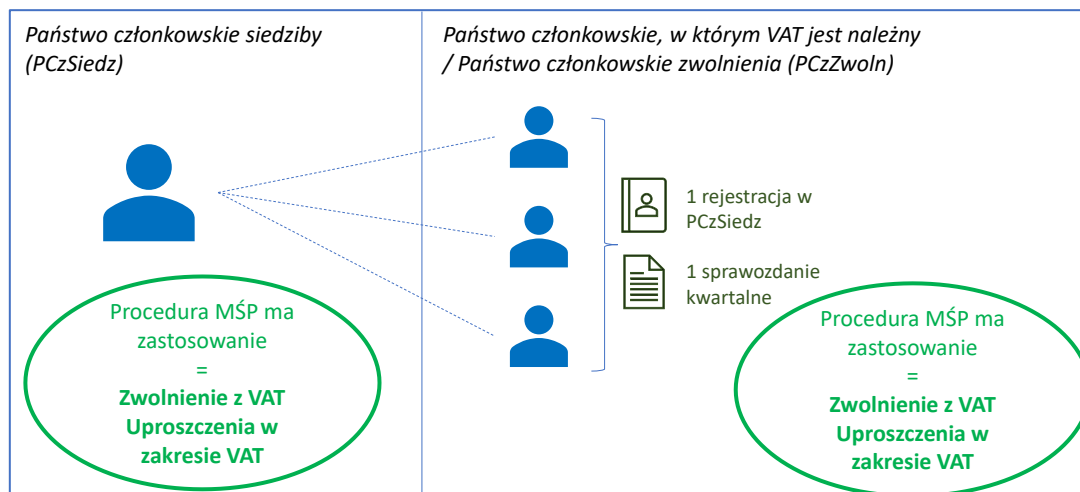 Państwo członkowskie siedziby
(PCzSiedz)
Państwo członkowskie, w którym VAT jest należny
/ Państwo członkowskie zwolnienia (PCzZwoln)
1 rejestracja w
PCzSiedz
1 sprawozdanie
kwartalne
Procedura MŚP ma
zastosowanie
=
Zwolnienie z VAT
Uproszczenia w
zakresie VAT
Procedura MŚP ma
zastosowanie
=
Zwolnienie z VAT
Uproszczenia w
zakresie VAT